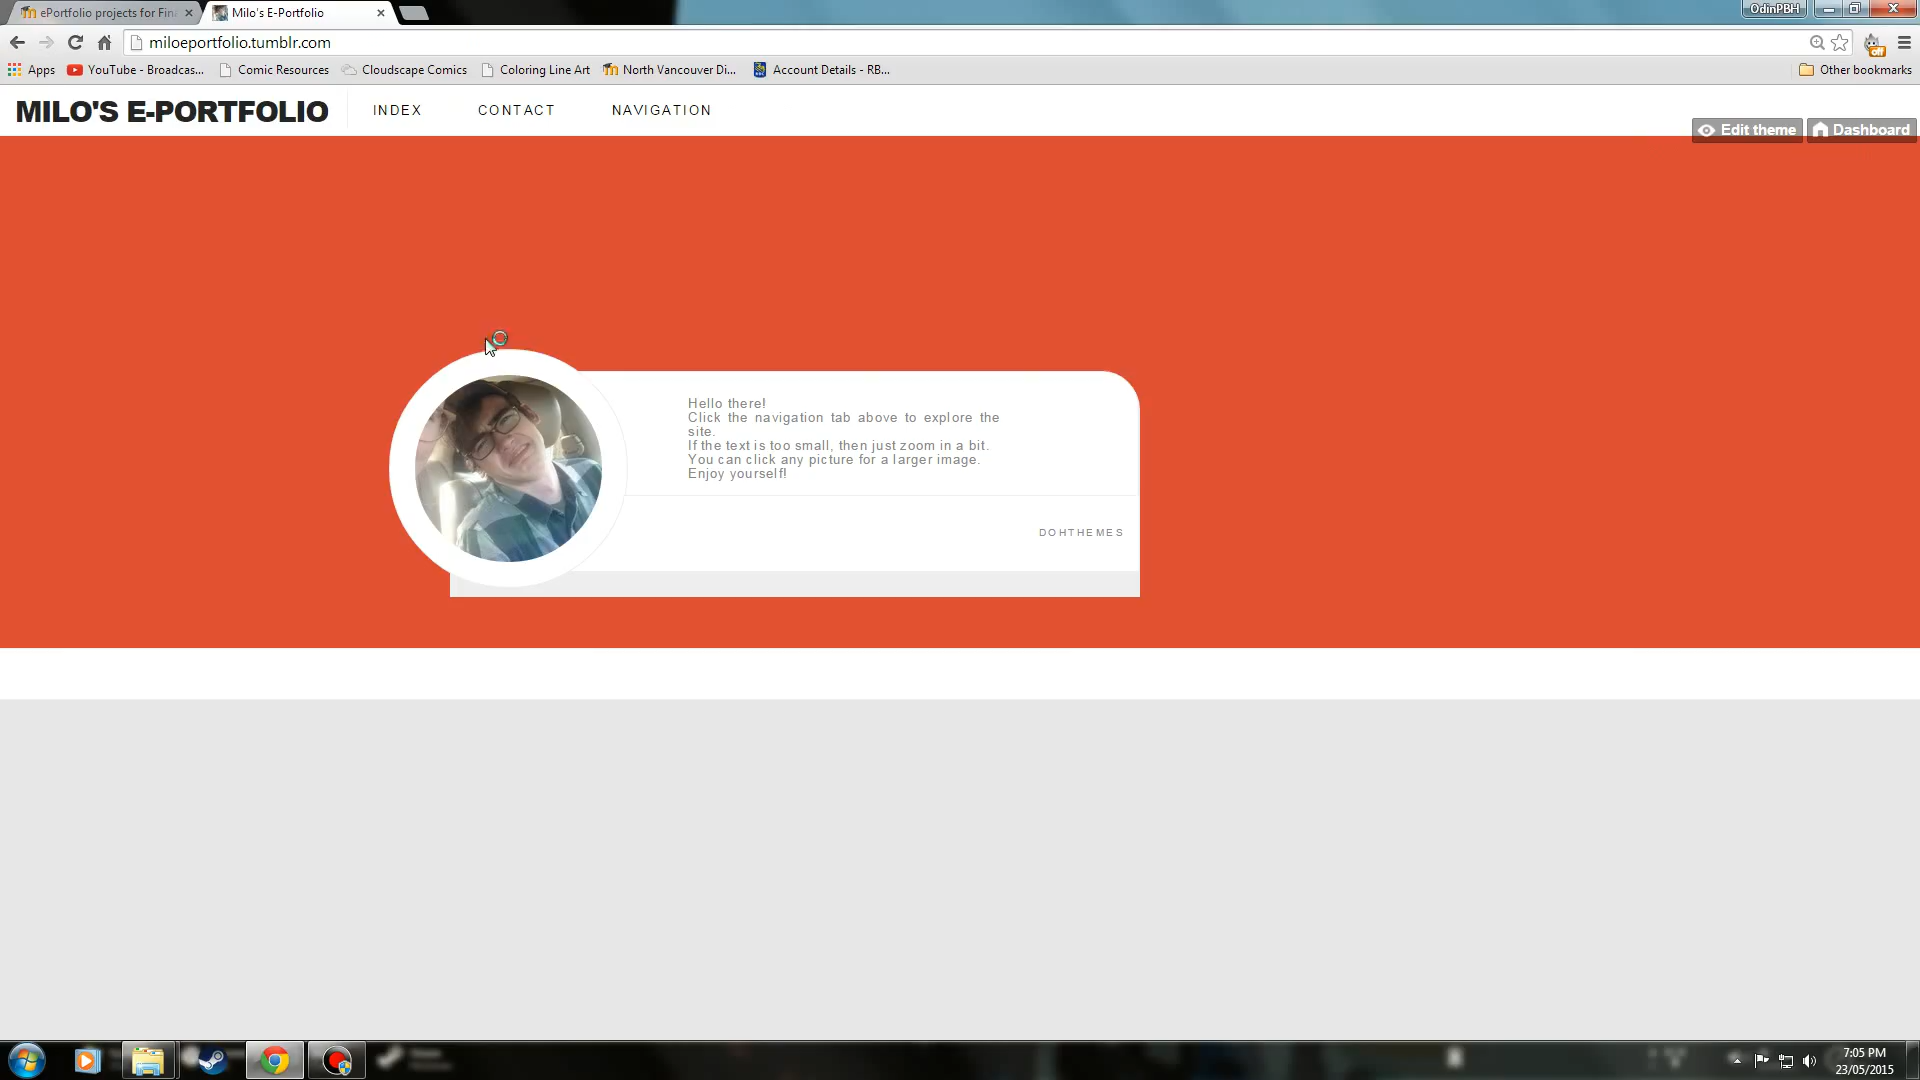 ePortfolio projects for Fin
Milo's E-Portfolio
OdinPBH
miloeportfolio.tumblr.com
off
Apps
YouTube - Broadcas...
Comic Resources
Cloudscape Comics
Coloring Line Art
North Vancouver Di...
Account Details - RB...
Other bookmarks
MILO'S E-PORTFOLIO
INDEX
CONTACT
NAVIGATION
Edit theme
Dashboard
Hello there!
Click the navigation tab above to explore the
site.
If the text is too small, then just zoom in a bit.
You can click any picture for a larger image.
Enjoy yourself!
DOHTHEMES
7:05 PM
23/05/2015